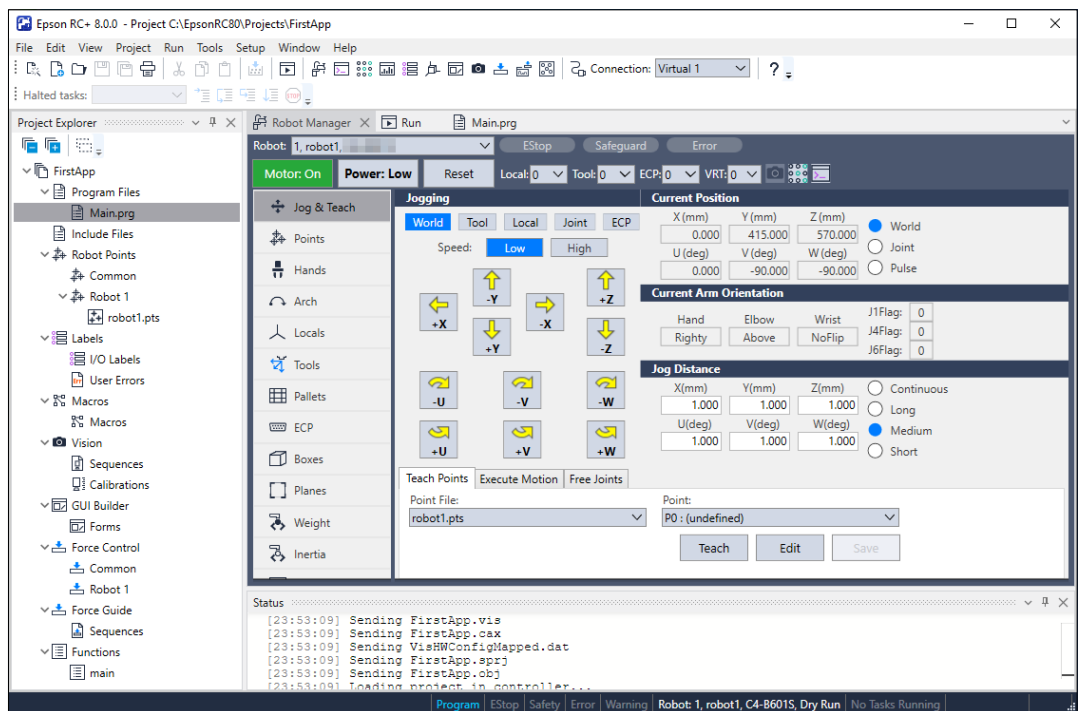 Epson RC+ 8.0.0 - Project C:\EpsonRC80\Projects\FirstApp
File Edit View Project Run Tools Setup Window Help
Connection: Virtual 1 ?
Halted tasks: STOP
Project Explorer
FirstApp
Program Files
Main.prg
Include Files
Robot Points
Common
Robot 1
robot1.pts
Labels
I/O Labels
User Errors
Macros
Macros
Vision
Sequences
Calibrations
GUI Builder
Forms
Force Control
Common
Robot 1
Force Guide
Sequences
Functions
main
Robot Manager Run Main.prg
Robot: 1, robot1, EStop Safeguard Error
Motor: On Power: Low Reset Local: 0 Tool: 0 ECP: 0 VRT: 0
Jog & Teach
Points
Hands
Arch
Locals
Tools
Pallets
ECP
Boxes
Planes
Weight
Inertia
Jogging
World Tool Local Joint ECP
Speed: Low High
-Y +Z
+X -X
+Y -Z
-U -V -W
+U +V +W
Current Position
X (mm) Y (mm) Z (mm)
0.000 415.000 570.000
U (deg) V (deg) W (deg)
0.000 -90.000 -90.000
World
Joint
Pulse
Current Arm Orientation
Hand Elbow Wrist
Righty Above NoFlip
J1Flag: 0
J4Flag: 0
J6Flag: 0
Jog Distance
X(mm) Y(mm) Z(mm)
1.000 1.000 1.000
U(deg) V(deg) W(deg)
1.000 1.000 1.000
Continuous
Long
Medium
Short
Teach Points Execute Motion Free Joints
Point File: Point:
robot1.pts P0 : (undefined)
Teach Edit Save
Status
[23:53:09] Sending FirstApp.vis
[23:53:09] Sending FirstApp.cax
[23:53:09] Sending VisHWConfigMapped.dat
[23:53:09] Sending FirstApp.sprj
[23:53:09] Sending FirstApp.obj
[23:53:09] Loading project in controller...
Program EStop Safety Error Warning Robot: 1, robot1, C4-B601S, Dry Run No Tasks Running